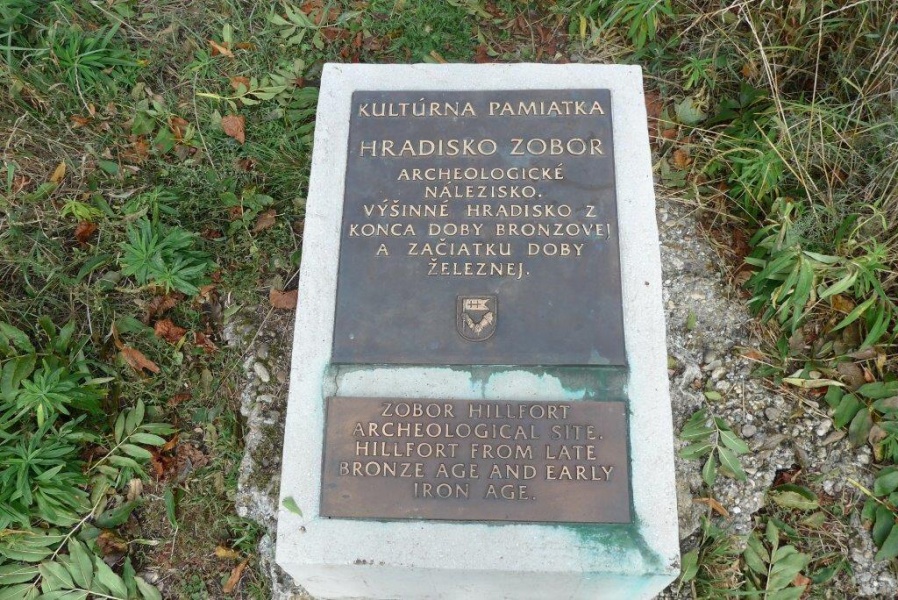 KULTÚRNA PAMIATKA
HRADISKO ZOBOR
ARCHEOLOGICKÉ
NÁLEZISKO.
VÝŠINNÉ HRADISKO Z
KONCA DOBY BRONZOVEJ
A ZAČIATKU DOBY
ŽELEZNEJ.
ZOBOR HILLFORT
ARCHEOLOGICAL SITE.
HILLFORT FROM LATE
BRONZE AGE AND EARLY
IRON AGE.